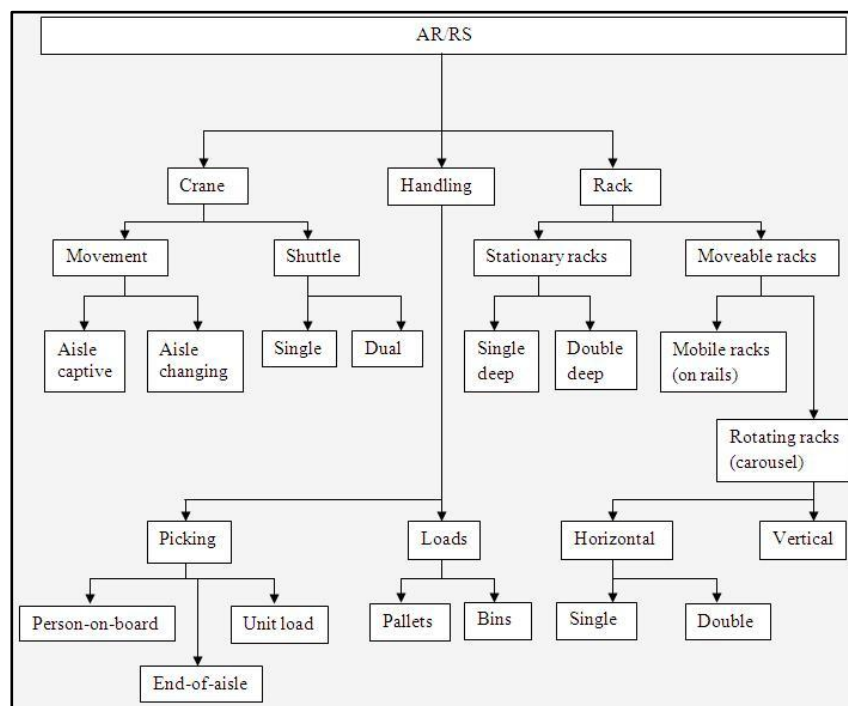 AR/RS
Crane
Handling
Rack
Movement
Shuttle
Stationary racks
Moveable racks
Aisle
captive
Aisle
changing
Single
Dual
Single
deep
Double
deep
Mobile racks
(on rails)
Rotating racks
(carousel)
Picking
Loads
Horizontal
Vertical
Person-on-board
Unit load
Pallets
Bins
Single
Double
End-of-aisle